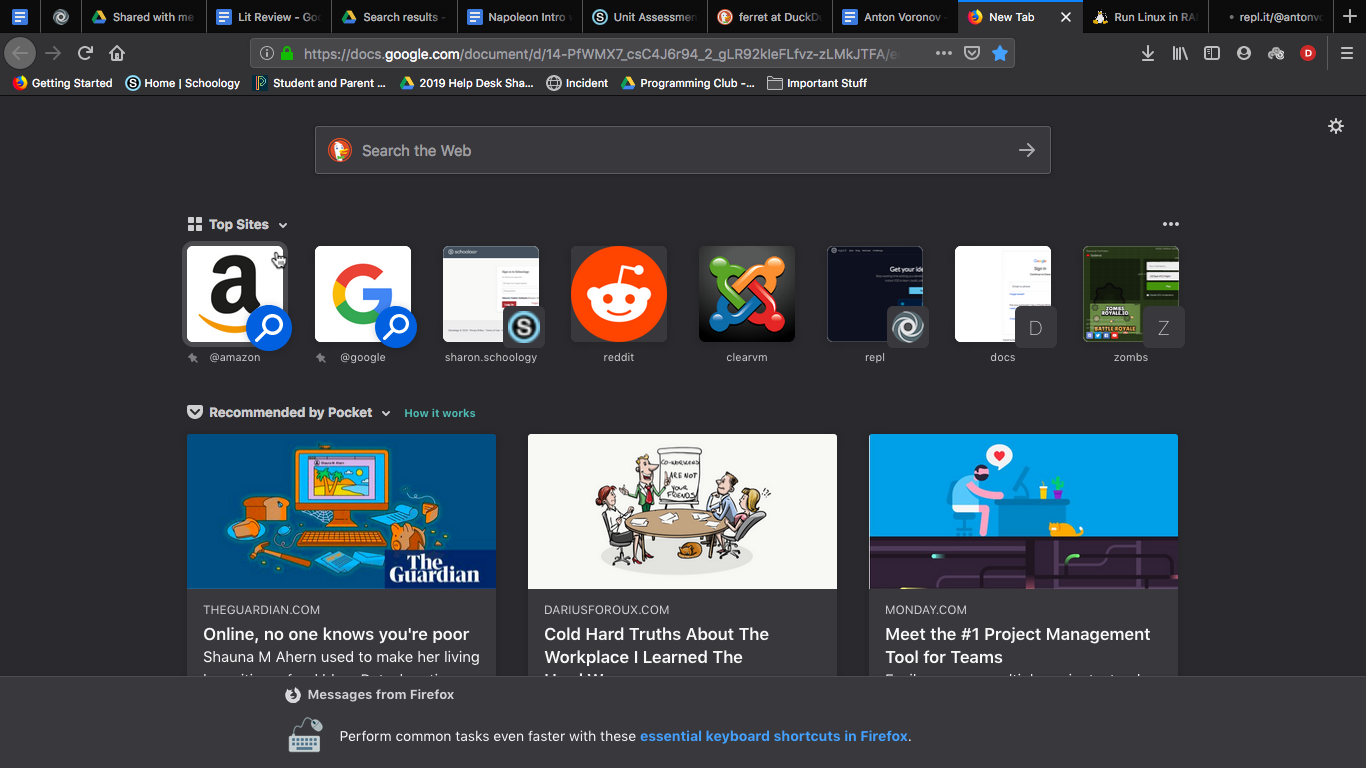 Shared with me
Lit Review - Goo
Search results -
Napoleon Intro
Unit Assessmen
ferret at DuckDu
Anton Voronov -
New Tab
Run Linux in RA
repl.it/@antonvo
https://docs.google.com/document/d/14-PfWMX7_csC4J6r94_2_gLR92kleFLfvz-zLMkJTFA/e
D
Getting Started
Home | Schoology
Student and Parent ...
2019 Help Desk Sha...
Incident
Programming Club -...
Important Stuff
Search the Web
Top Sites
@amazon
@google
sharon.schoology
reddit
clearvm
repl
docs
zombs
Recommended by Pocket
How it works
The Guardian
CO-WORKERS
ARE NOT
YOUR
FRIENDS
THEGUARDIAN.COM
Online, no one knows you're poor
Shauna M Ahern used to make her living
DARIUSFOROUX.COM
Cold Hard Truths About The
Workplace I Learned The
MONDAY.COM
Meet the #1 Project Management
Tool for Teams
Messages from Firefox
Perform common tasks even faster with these essential keyboard shortcuts in Firefox.